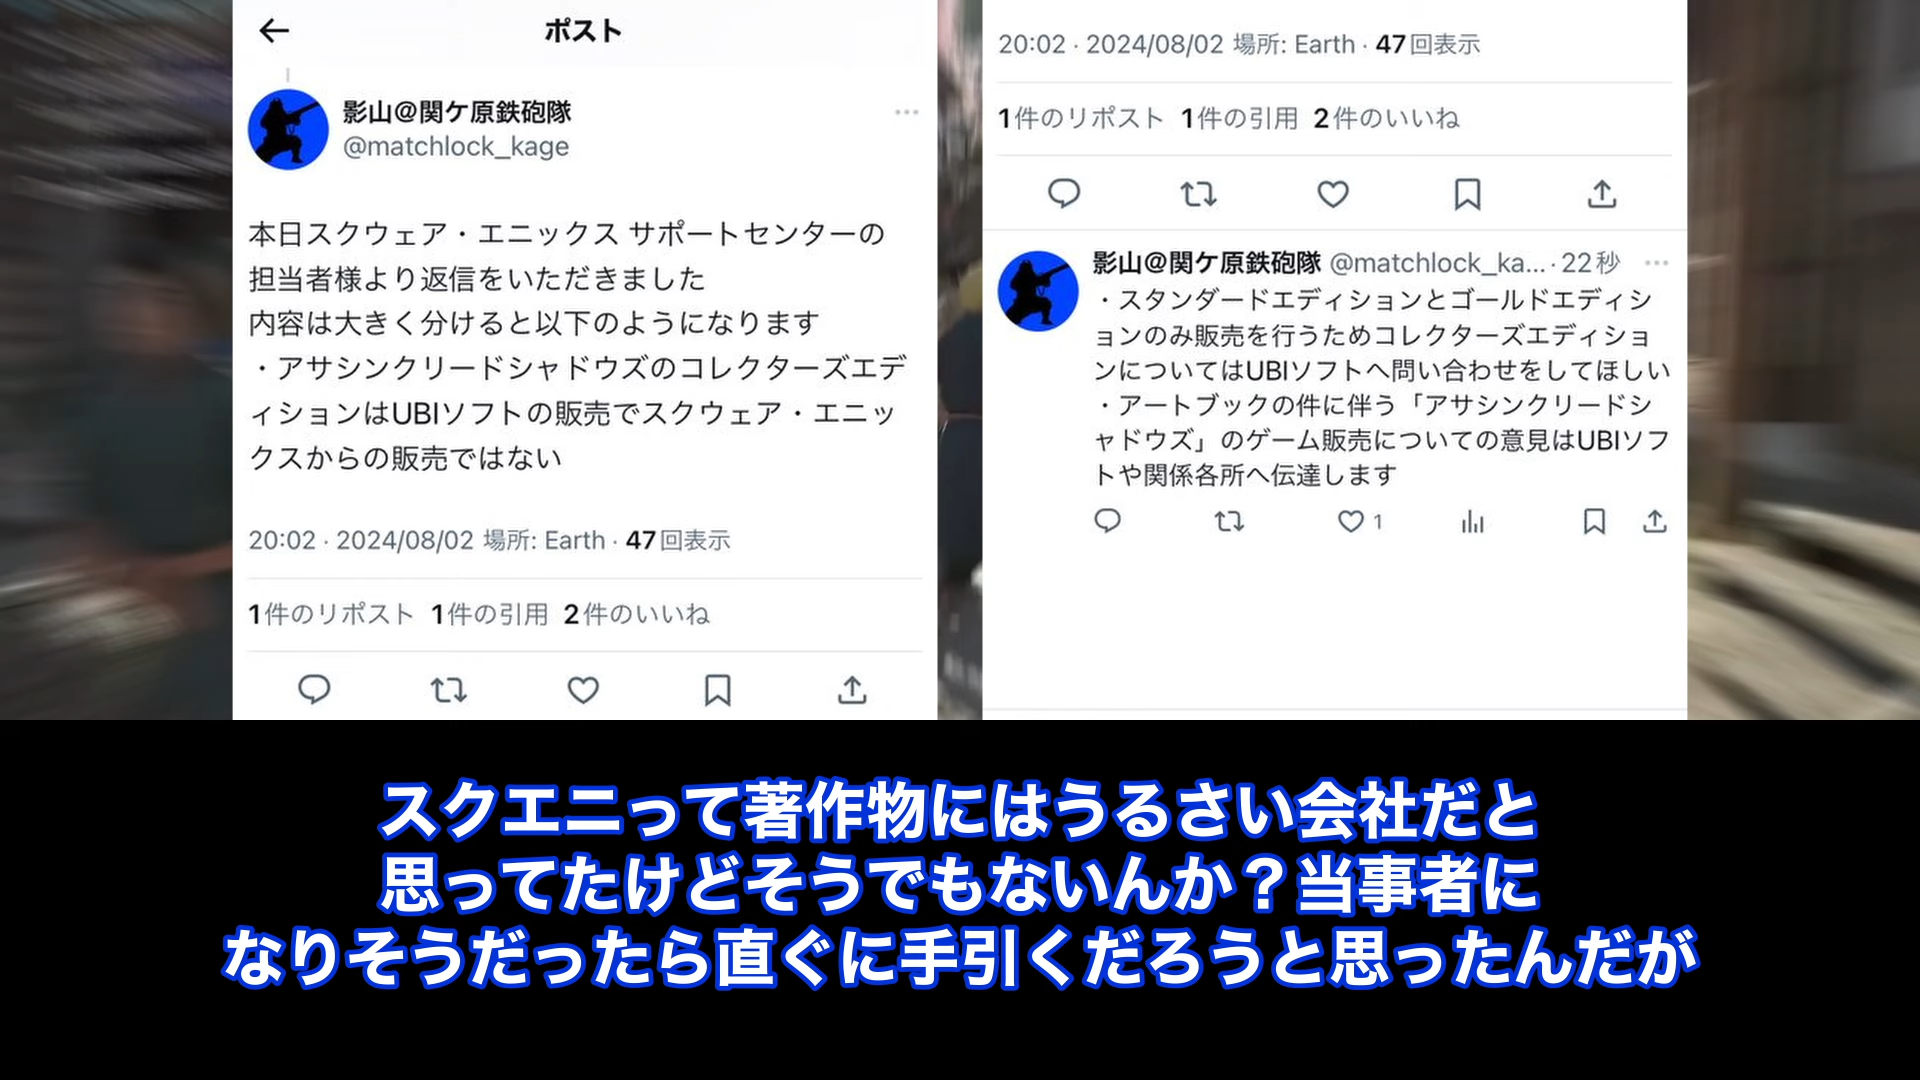 ポスト
影山@関ケ原鉄砲隊
@matchlock_kage
本日スクウェア・エニックス サポートセンターの
担当者様より返信をいただきました
内容は大きく分けると以下のようになります
・アサシンクリードシャドウズのコレクターズエデ
ィションはUBIソフトの販売でスクウェア・エニッ
クスからの販売ではない
20:02 · 2024/08/02 場所: Earth · 47回表示
1件のリポスト 1件の引用 2件のいいね
20:02 · 2024/08/02 場所: Earth · 47回表示
1件のリポスト 1件の引用 2件のいいね
影山@関ケ原鉄砲隊 @matchlock_ka... · 22秒
・スタンダードエディションとゴールドエディシ
ョンのみ販売を行うためコレクターズエディショ
ンについてはUBIソフトへ問い合わせをしてほしい
・アートブックの件に伴う「アサシンクリードシ
ャドウズ」のゲーム販売についての意見はUBIソフ
トや関係各所へ伝達します
1
スクエニって著作物にはうるさい会社だと
思ってたけどそうでもないんか？当事者に
なりそうだったら直ぐに手引くだろうと思ったんだが